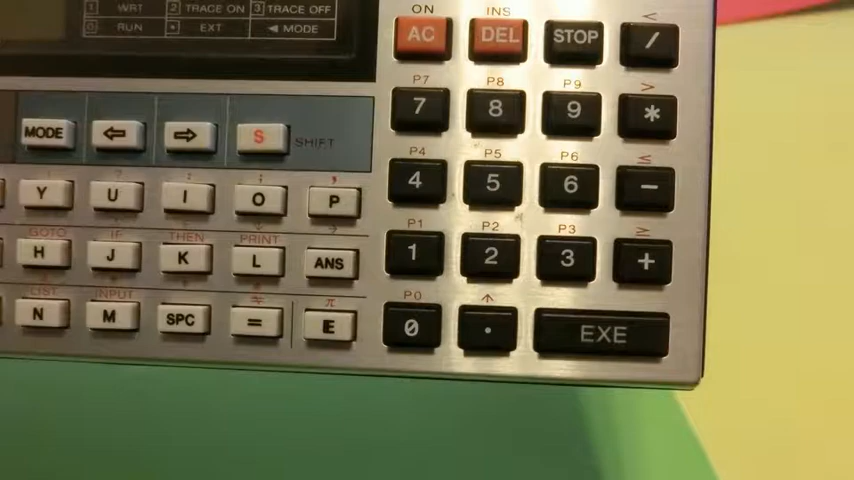 1 WRT 2 TRACE ON 3 TRACE OFF
0 RUN • EXT ◄ MODE
ON INS <
AC DEL STOP /
P7 P8 P9 >
7 8 9 *
MODE ⇦ ⇨ S SHIFT
P4 P5 P6 ≤
4 5 6 −
Y U I O P
P1 P2 P3 ≥
1 2 3 +
GOTO IF THEN PRINT
H J K L ANS
LIST INPUT ≠ π
P0 ↑
N M SPC = E
0 . EXE